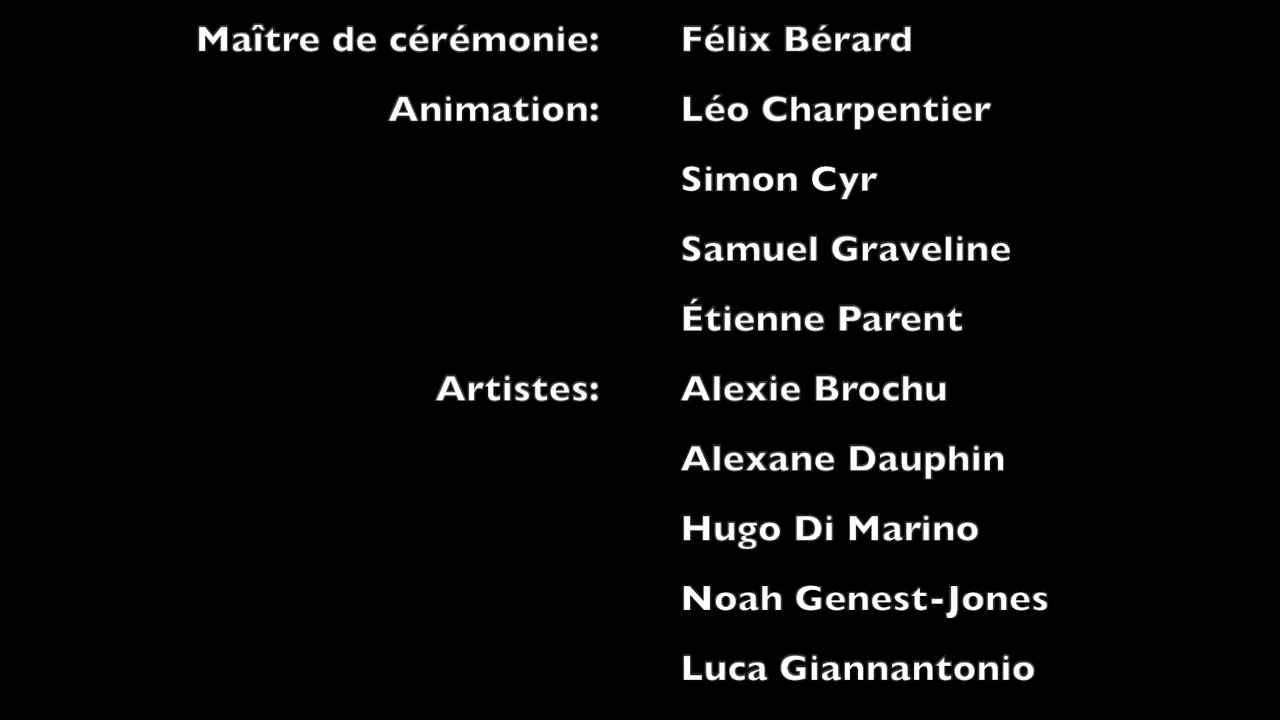 Maître de cérémonie: Félix Bérard
Animation: Léo Charpentier
Simon Cyr
Samuel Graveline
Étienne Parent
Artistes: Alexie Brochu
Alexane Dauphin
Hugo Di Marino
Noah Genest-Jones
Luca Giannantonio